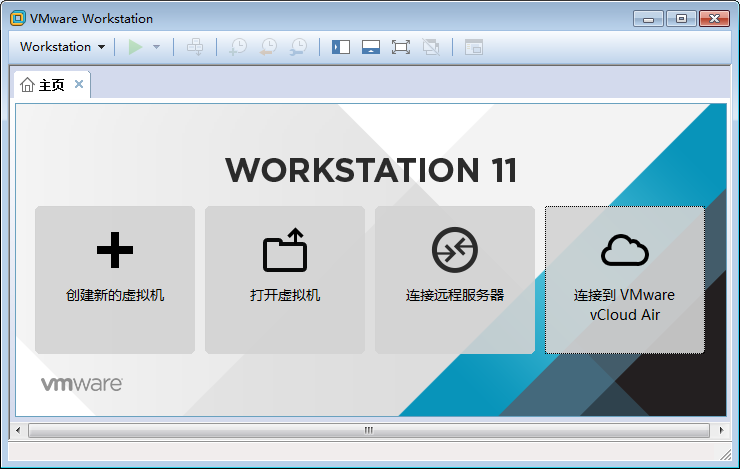 VMware Workstation
Workstation
主页
WORKSTATION 11
创建新的虚拟机
打开虚拟机
连接远程服务器
连接到 VMware
vCloud Air
vmware